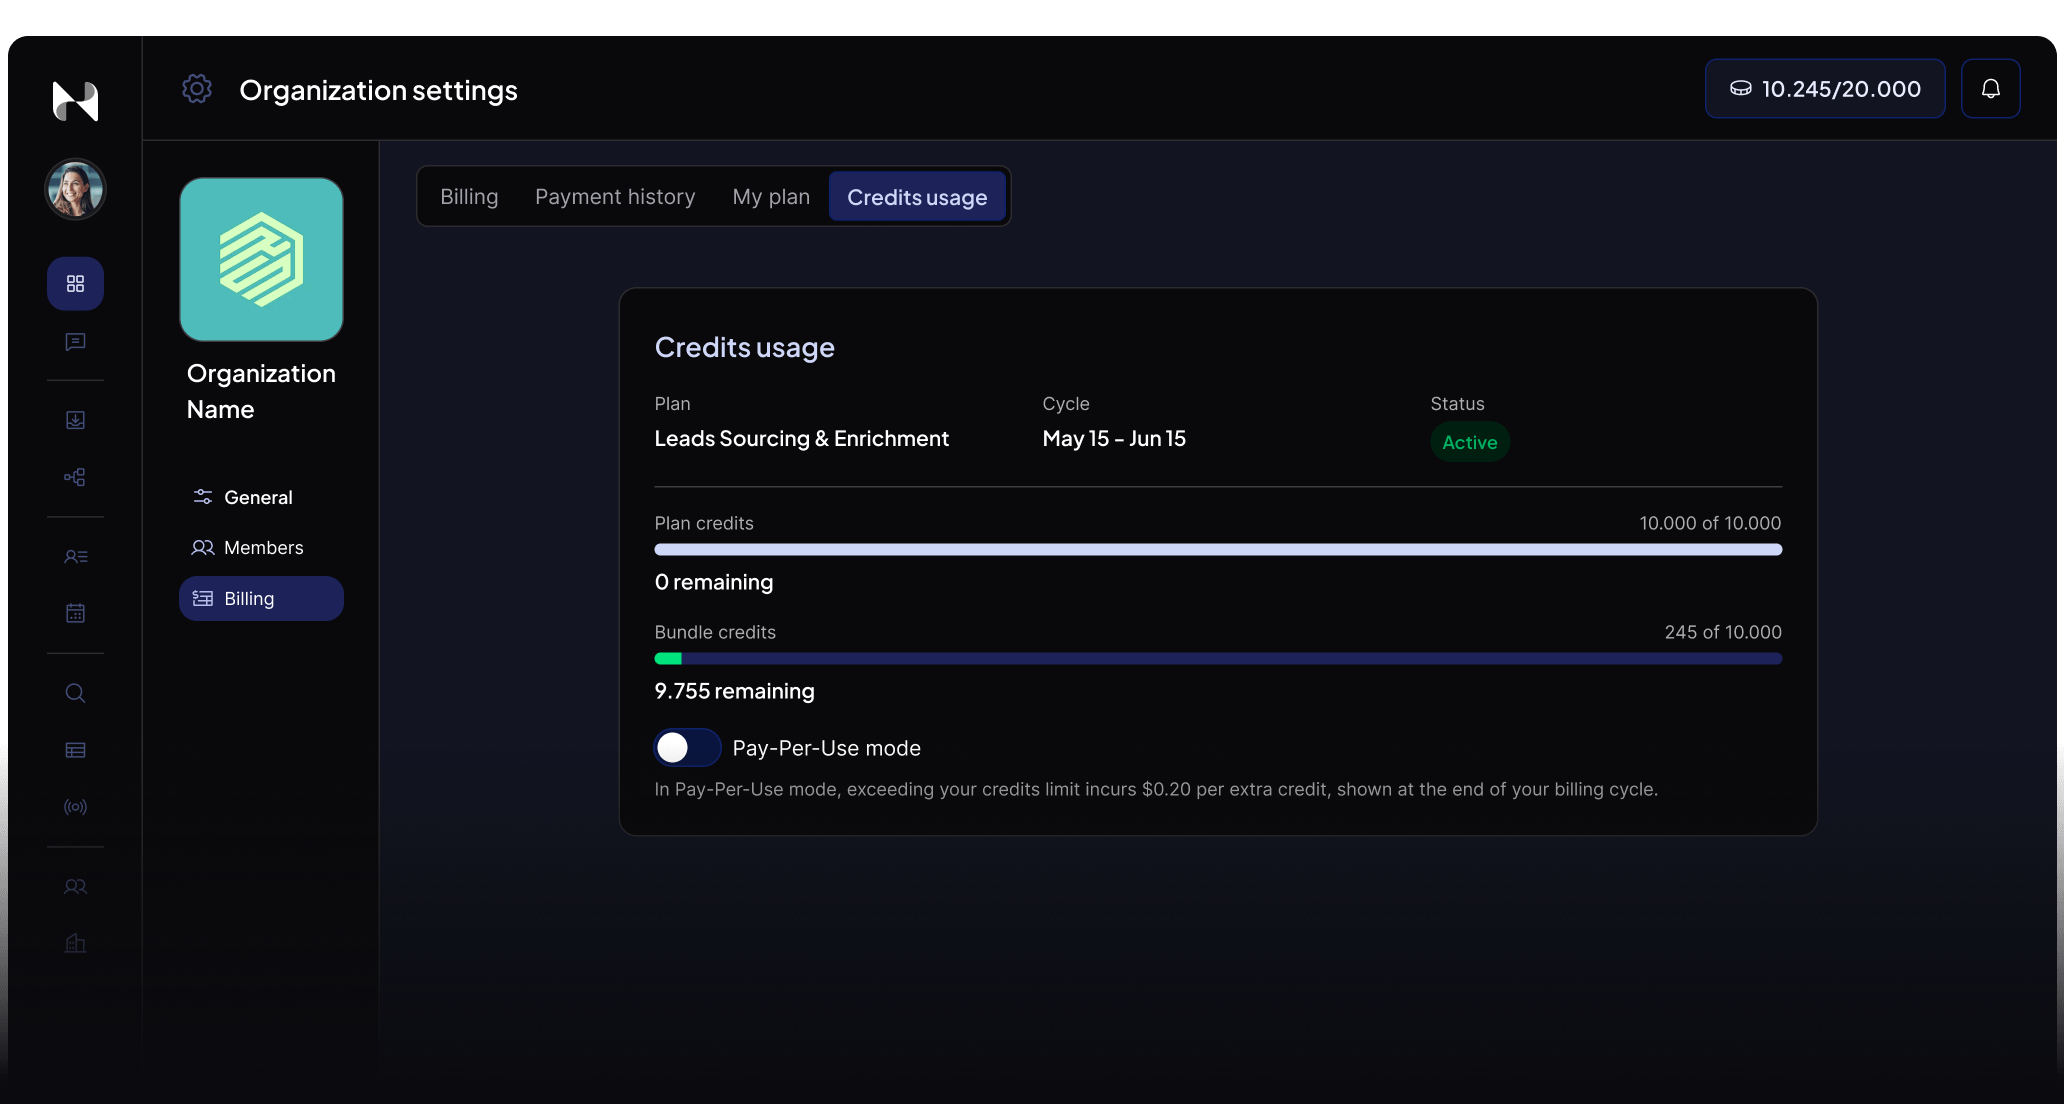 Organization settings
10.245/20.000
Organization
Name
General
Members
Billing
Billing
Payment history
My plan
Credits usage
Credits usage
Plan
Cycle
Status
Leads Sourcing & Enrichment
May 15 - Jun 15
Active
Plan credits
10.000 of 10.000
0 remaining
Bundle credits
245 of 10.000
9.755 remaining
Pay-Per-Use mode
In Pay-Per-Use mode, exceeding your credits limit incurs $0.20 per extra credit, shown at the end of your billing cycle.